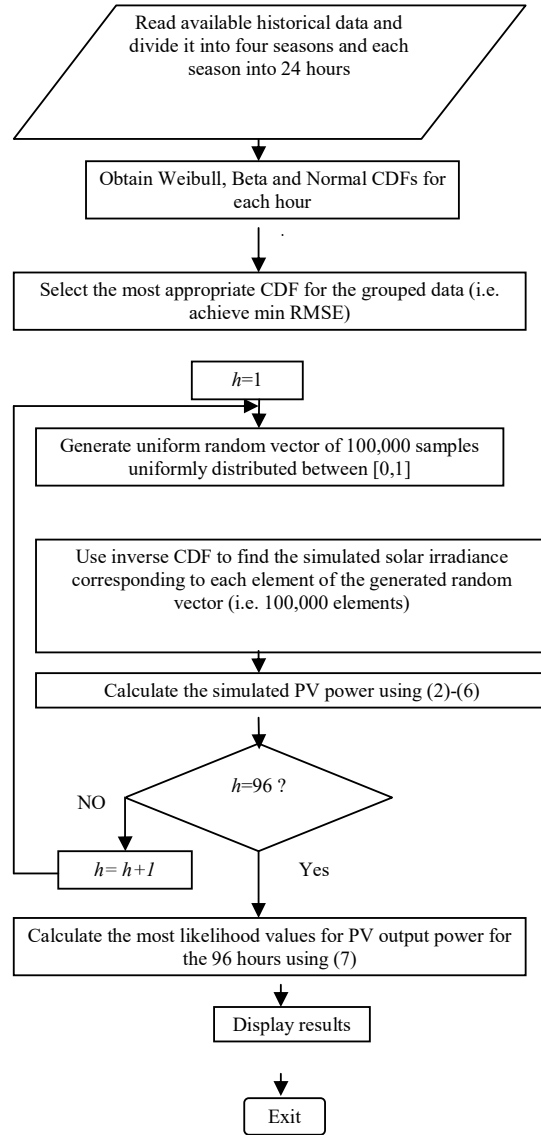 Read available historical data and
divide it into four seasons and each
season into 24 hours
Obtain Weibull, Beta and Normal CDFs for
each hour
.
Select the most appropriate CDF for the grouped data (i.e.
achieve min RMSE)
h=1
Generate uniform random vector of 100,000 samples
uniformly distributed between [0,1]
Use inverse CDF to find the simulated solar irradiance
corresponding to each element of the generated random
vector (i.e. 100,000 elements)
Calculate the simulated PV power using (2)-(6)
h=96 ?
NO
h= h+1
Yes
Calculate the most likelihood values for PV output power for
the 96 hours using (7)
Display results
Exit